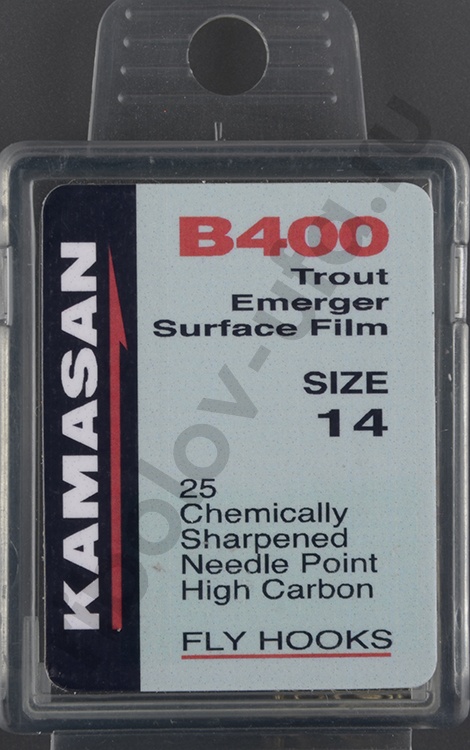 KAMASAN
B400
Trout
Emerger
Surface Film
SIZE
14
25
Chemically
Sharpened
Needle Point
High Carbon
FLY HOOKS